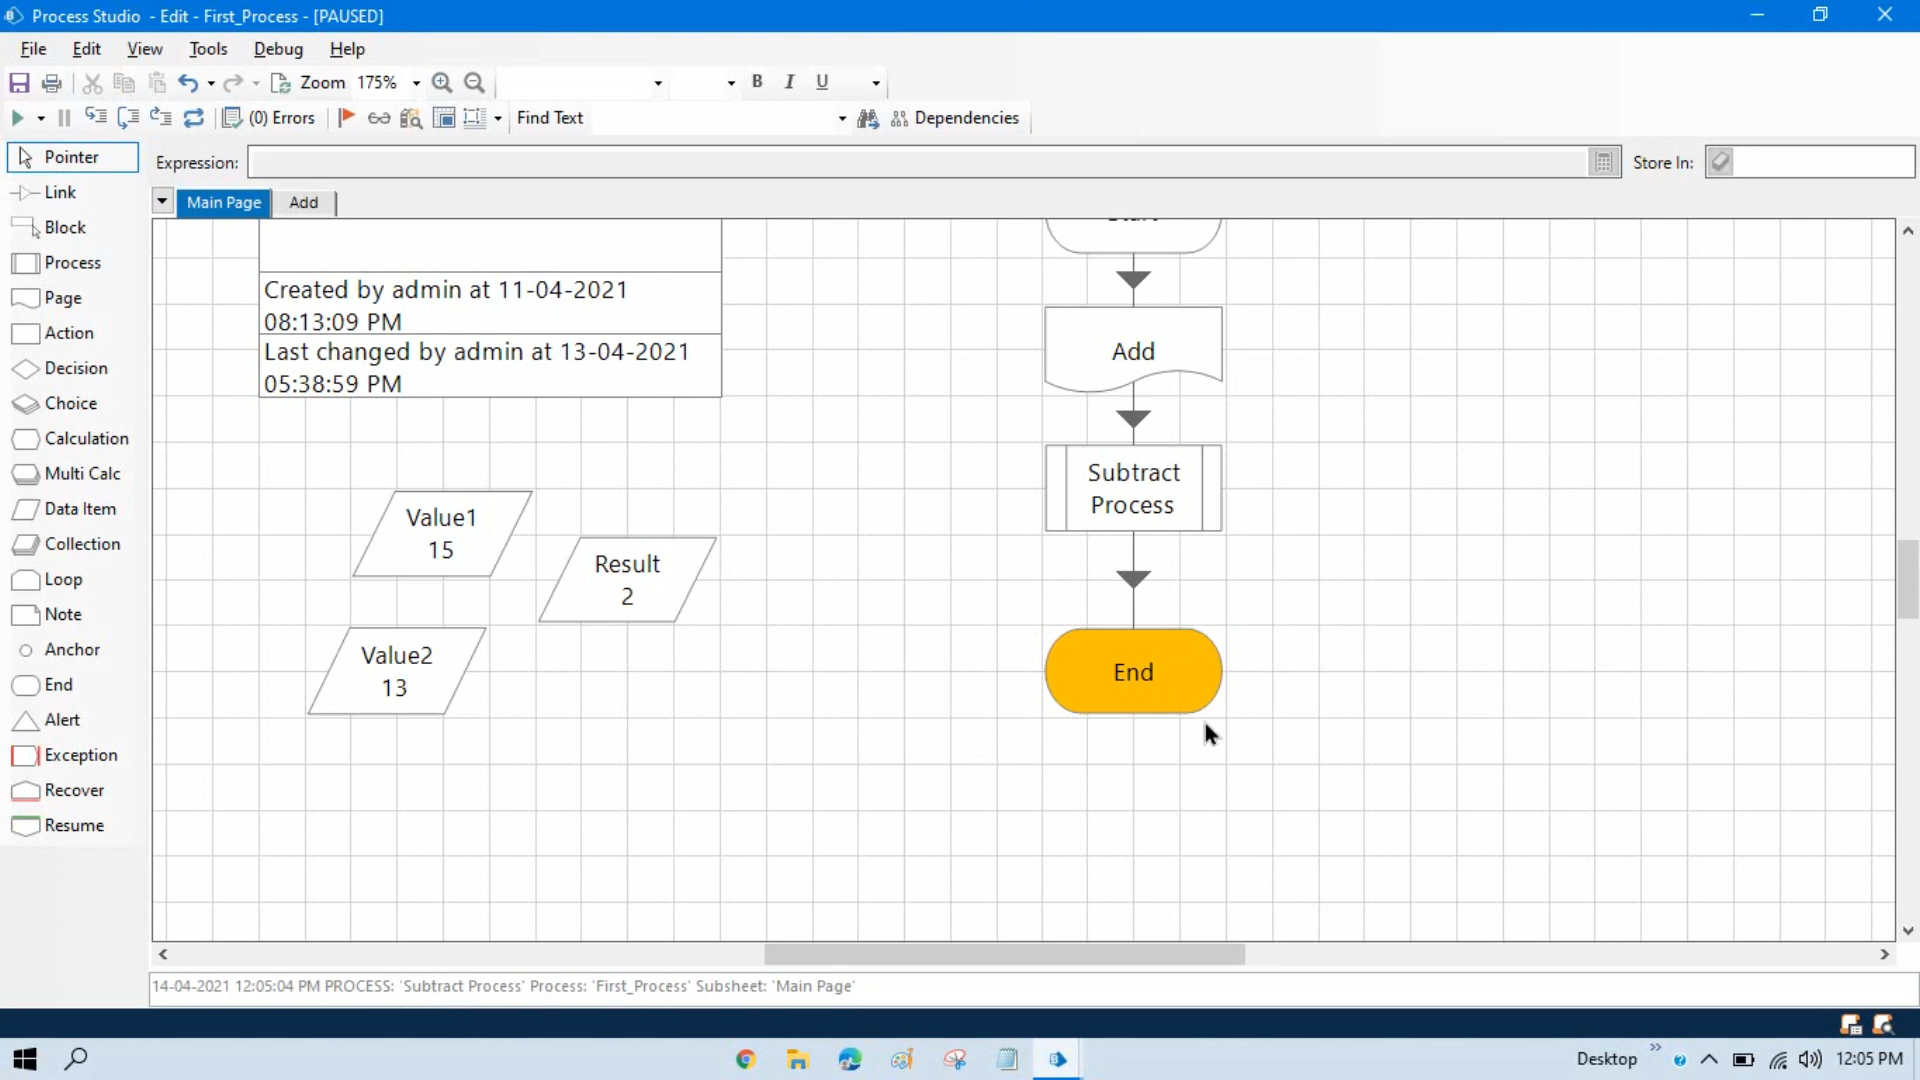 Process Studio - Edit - First_Process - [PAUSED]
File Edit View Tools Debug Help
Zoom 175% B I U
(0) Errors Find Text Dependencies
Pointer
Expression: Store In:
Link
Main Page Add
Block
Process
Page
Action
Decision
Choice
Calculation
Multi Calc
Data Item
Collection
Loop
Note
Anchor
End
Alert
Exception
Recover
Resume
Created by admin at 11-04-2021
08:13:09 PM
Last changed by admin at 13-04-2021
05:38:59 PM
Value1
15
Result
2
Value2
13
Add
Subtract
Process
End
14-04-2021 12:05:04 PM PROCESS: 'Subtract Process' Process: 'First_Process' Subsheet: 'Main Page'
Desktop 12:05 PM